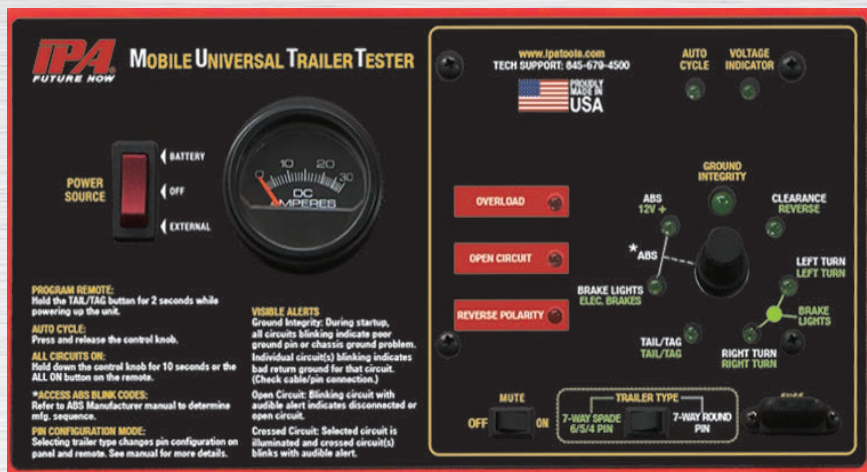 IPA®
FUTURE NOW
MOBILE UNIVERSAL TRAILER TESTER
POWER
SOURCE
BATTERY
OFF
EXTERNAL
0 10 20 30
DC
AMPERES
PROGRAM REMOTE:
Hold the TAIL/TAG button for 2 seconds while
powering up the unit.
AUTO CYCLE:
Press and release the control knob.
ALL CIRCUITS ON:
Hold down the control knob for 10 seconds or the
ALL ON button on the remote.
*ACCESS ABS BLINK CODES:
Refer to ABS Manufacturer manual to determine
mfg. sequence.
PIN CONFIGURATION MODE:
Selecting trailer type changes pin configuration on
panel and remote. See manual for more details.
VISIBLE ALERTS
Ground Integrity: During startup,
all circuits blinking indicate poor
ground pin or chassis ground problem.
Individual circuit(s) blinking indicates
bad return ground for that circuit.
(Check cable/pin connection.)
Open Circuit: Blinking circuit with
audible alert indicates disconnected or
open circuit.
Crossed Circuit: Selected circuit is
illuminated and crossed circuit(s)
blinks with audible alert.
www.ipatools.com
TECH SUPPORT: 845-679-4500
PROUDLY
MADE IN
USA
AUTO
CYCLE
VOLTAGE
INDICATOR
GROUND
INTEGRITY
OVERLOAD
OPEN CIRCUIT
REVERSE POLARITY
ABS
12V +
CLEARANCE
REVERSE
*ABS
LEFT TURN
LEFT TURN
BRAKE LIGHTS
ELEC. BRAKES
BRAKE
LIGHTS
TAIL/TAG
TAIL/TAG
RIGHT TURN
RIGHT TURN
MUTE
OFF
ON
TRAILER TYPE
7-WAY SPADE
6/5/4 PIN
7-WAY ROUND
PIN